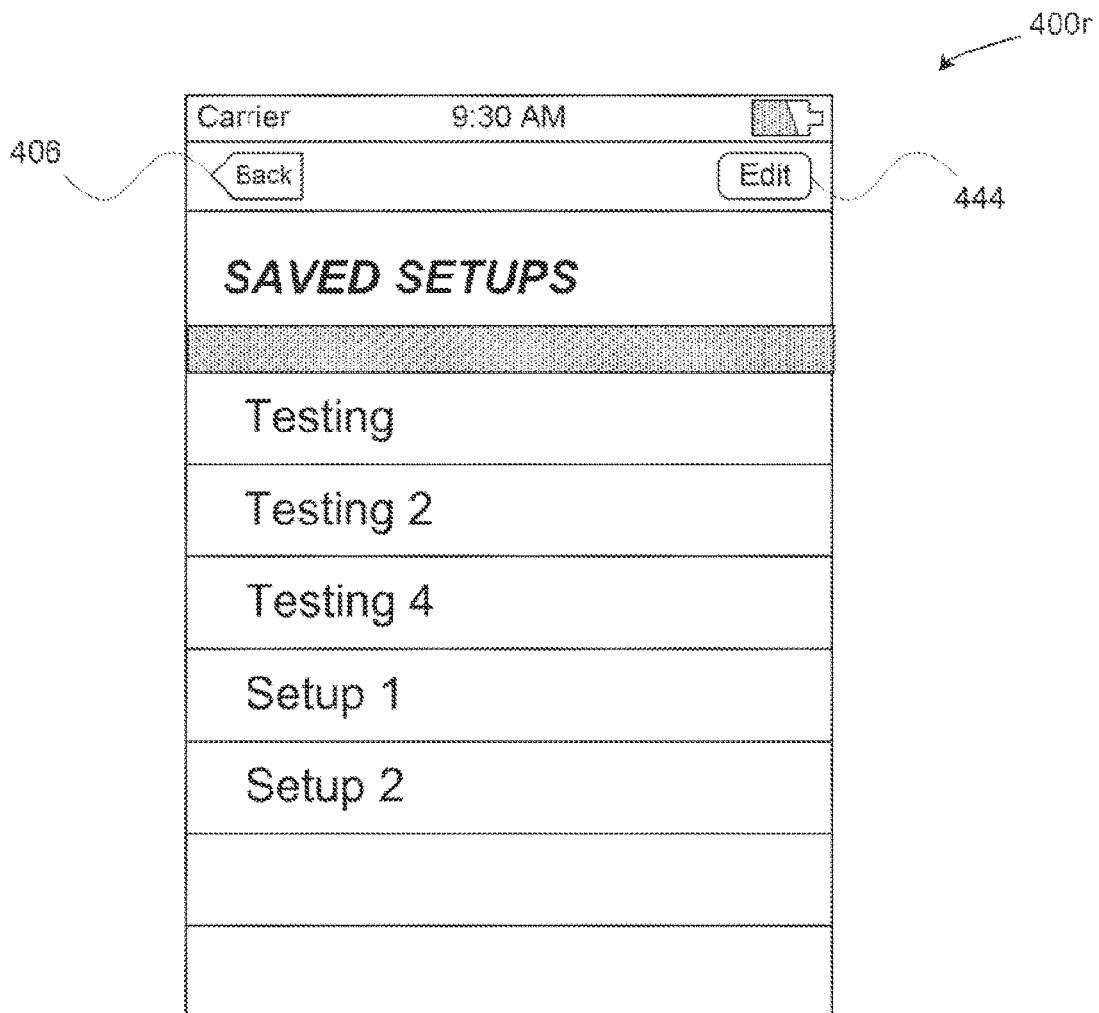 400r
Carrier 9:30 AM
406 Back Edit 444
SAVED SETUPS
Testing
Testing 2
Testing 4
Setup 1
Setup 2